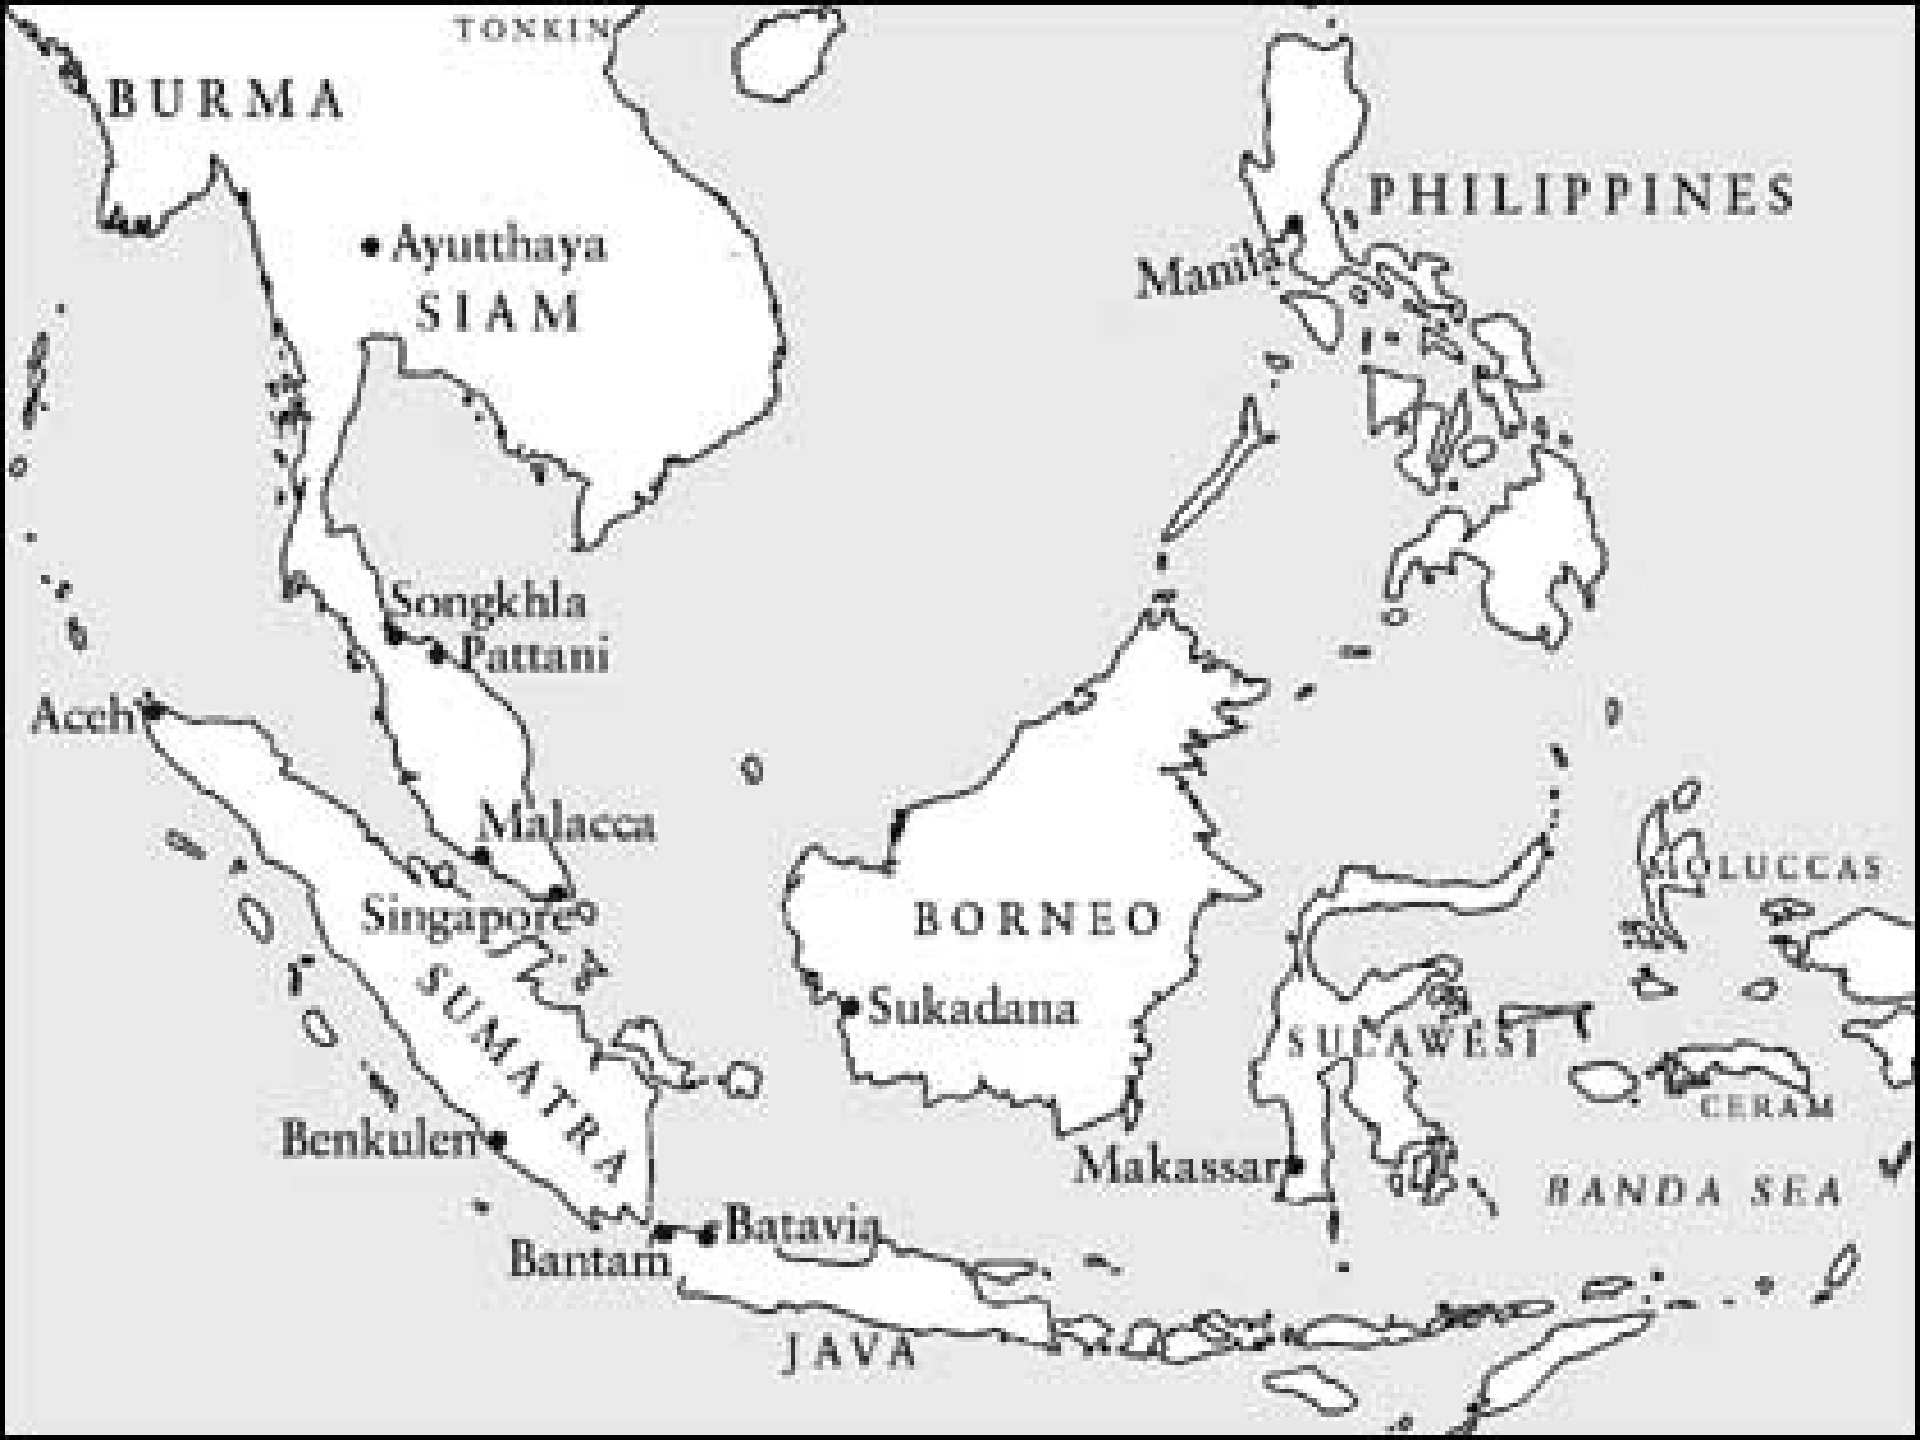 TONKIN
BURMA
PHILIPPINES
Ayutthaya
Manila
SIAM
Songkhla
Pattani
Aceh
Malacca
MOLUCCAS
Singapore
BORNEO
SUMATRA
Sukadana
SULAWESI
CERAM
Benkulen
Makassar
BANDA SEA
Batavia
Bantam
JAVA